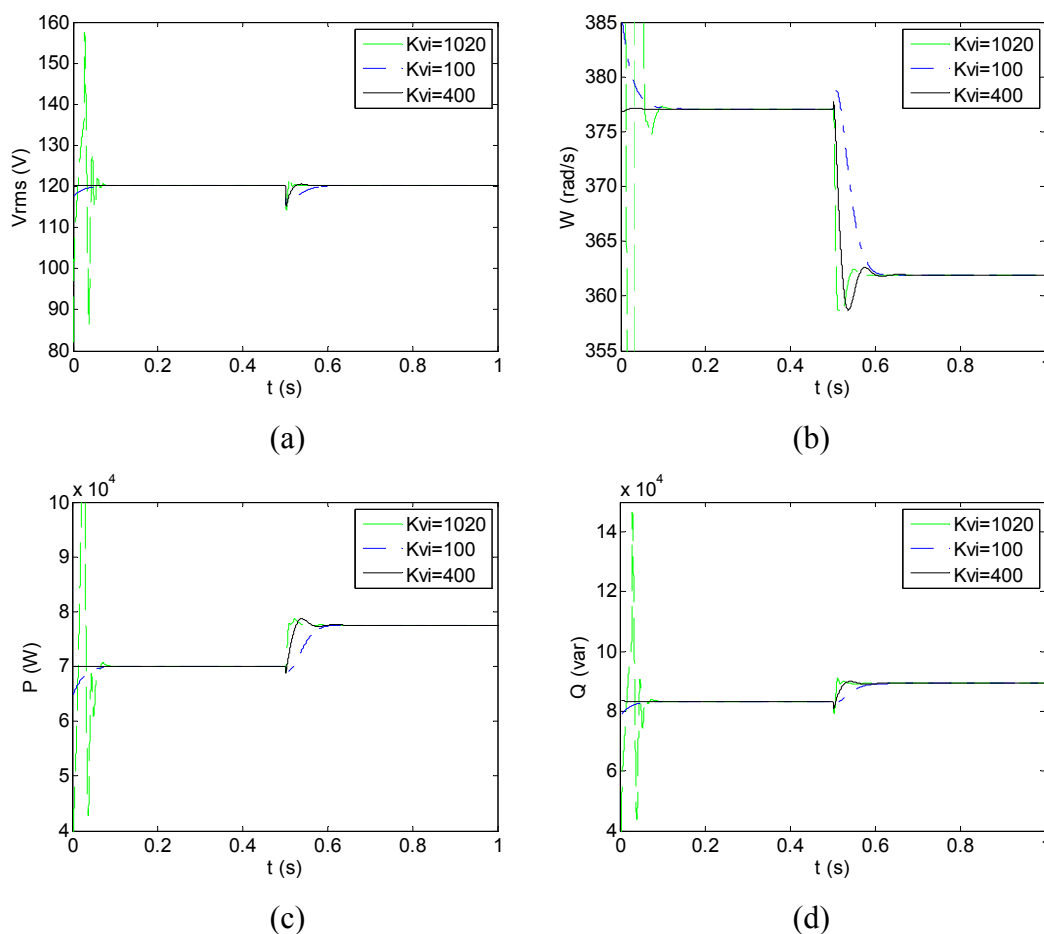 160
150
140
130
120
110
100
90
80
Vrms (V)
0 0.2 0.4 0.6 0.8 1
t (s)
Kvi=1020
Kvi=100
Kvi=400
(a)
385
380
375
370
365
360
355
W (rad/s)
0 0.2 0.4 0.6 0.8 1
t (s)
Kvi=1020
Kvi=100
Kvi=400
(b)
x 10^4
10
9
8
7
6
5
4
P (W)
0 0.2 0.4 0.6 0.8 1
t (s)
Kvi=1020
Kvi=100
Kvi=400
(c)
x 10^4
14
12
10
8
6
4
Q (var)
0 0.2 0.4 0.6 0.8 1
t (s)
Kvi=1020
Kvi=100
Kvi=400
(d)